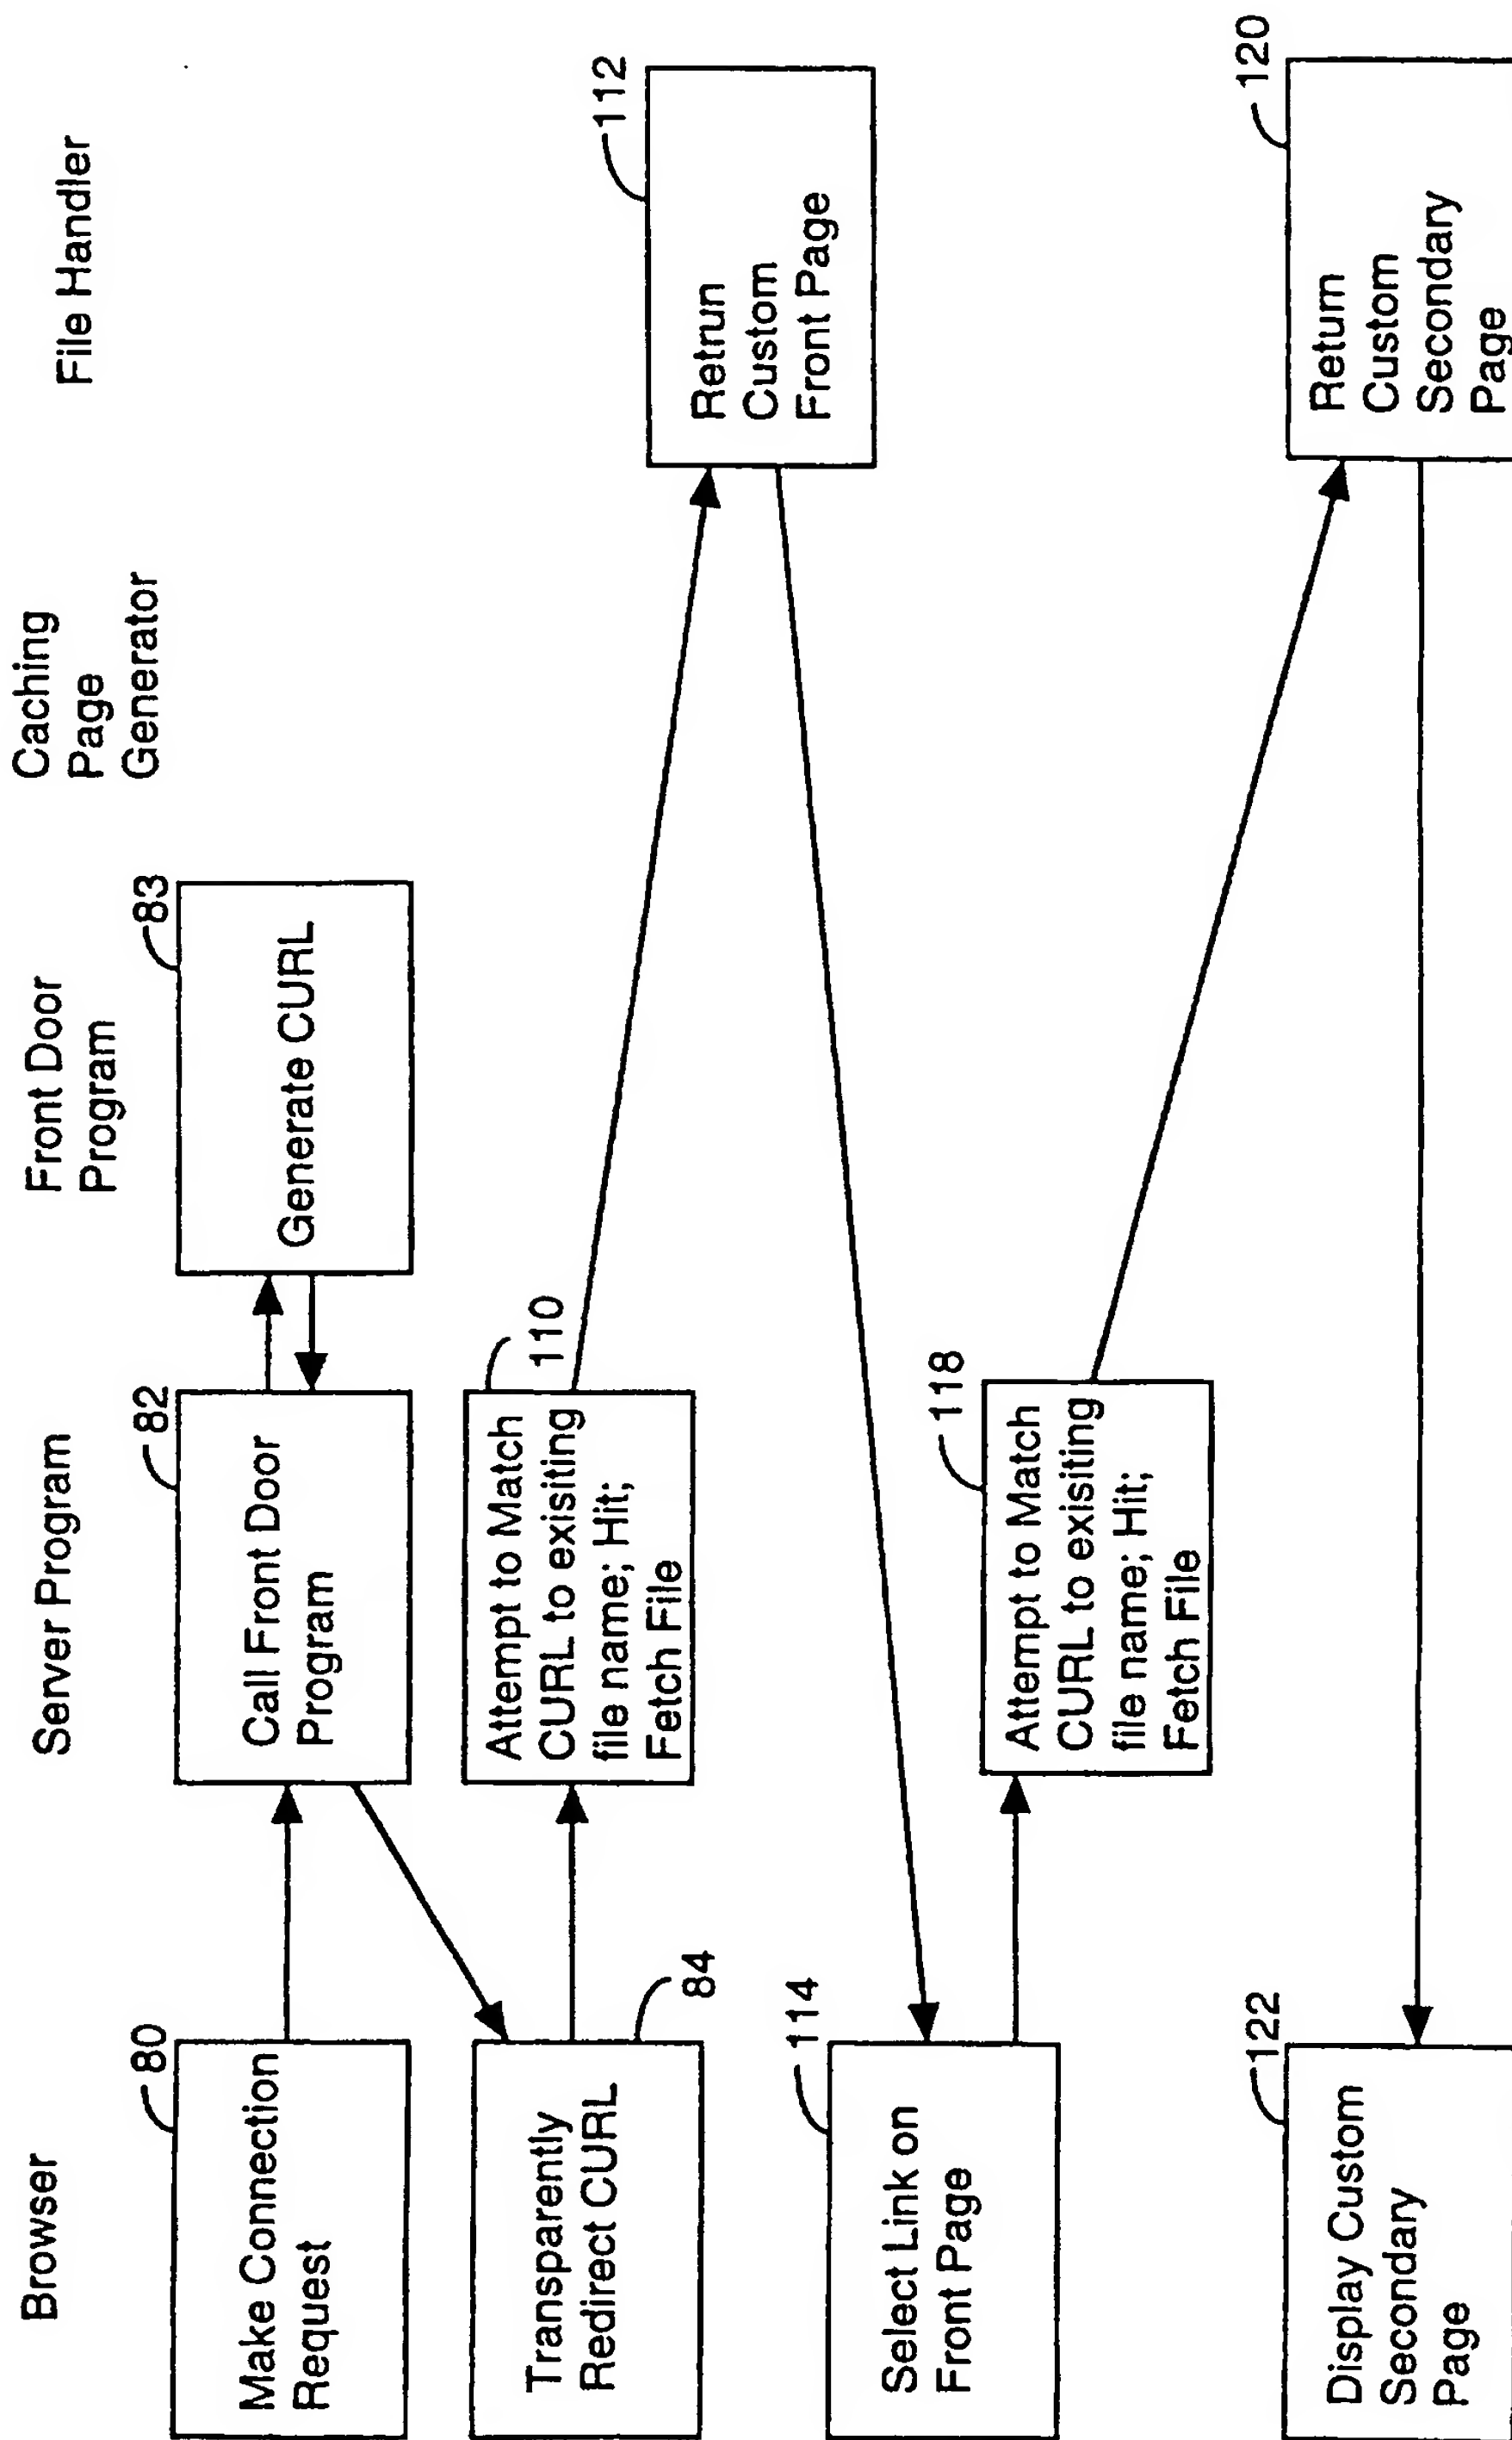 Browser
Server Program
Front Door
Program
Caching
Page
Generator
File Handler
80
Make Connection
Request
82
Call Front Door
Program
83
Generate CURL
Transparently
Redirect CURL
84
110
Attempt to Match
CURL to exisiting
file name; Hit;
Fetch File
112
Retrun
Custom
Front Page
114
Select Link on
Front Page
118
Attempt to Match
CURL to exisiting
file name; Hit;
Fetch File
120
Return
Custom
Secondary
Page
122
Display Custom
Secondary
Page